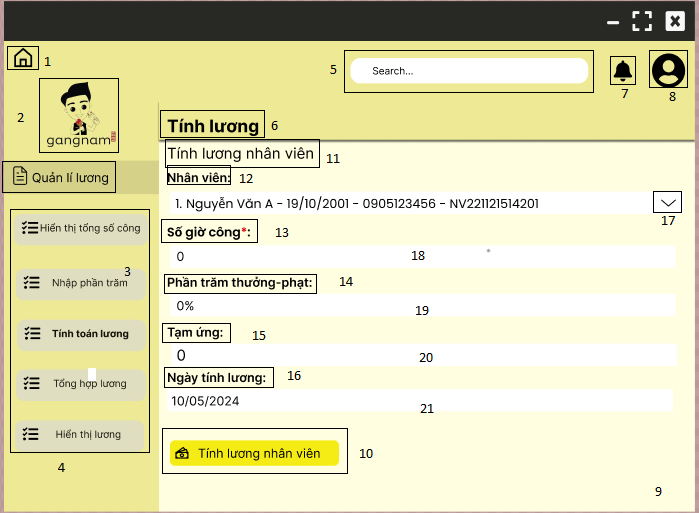 1
5
Search...
7
8
2
gangnam
Tính lương
6
Tính lương nhân viên
11
Quản lí lương
Nhân viên:
12
1. Nguyễn Văn A - 19/10/2001 - 0905123456 - NV221121514201
17
Hiển thị tổng số công
Số giờ công*:
13
0
18
3
Nhập phần trăm
Phần trăm thưởng-phạt:
14
0%
19
Tính toán lương
Tạm ứng:
15
0
20
Tổng hợp lương
Ngày tính lương:
16
10/05/2024
21
Hiển thị lương
Tính lương nhân viên
10
4
9